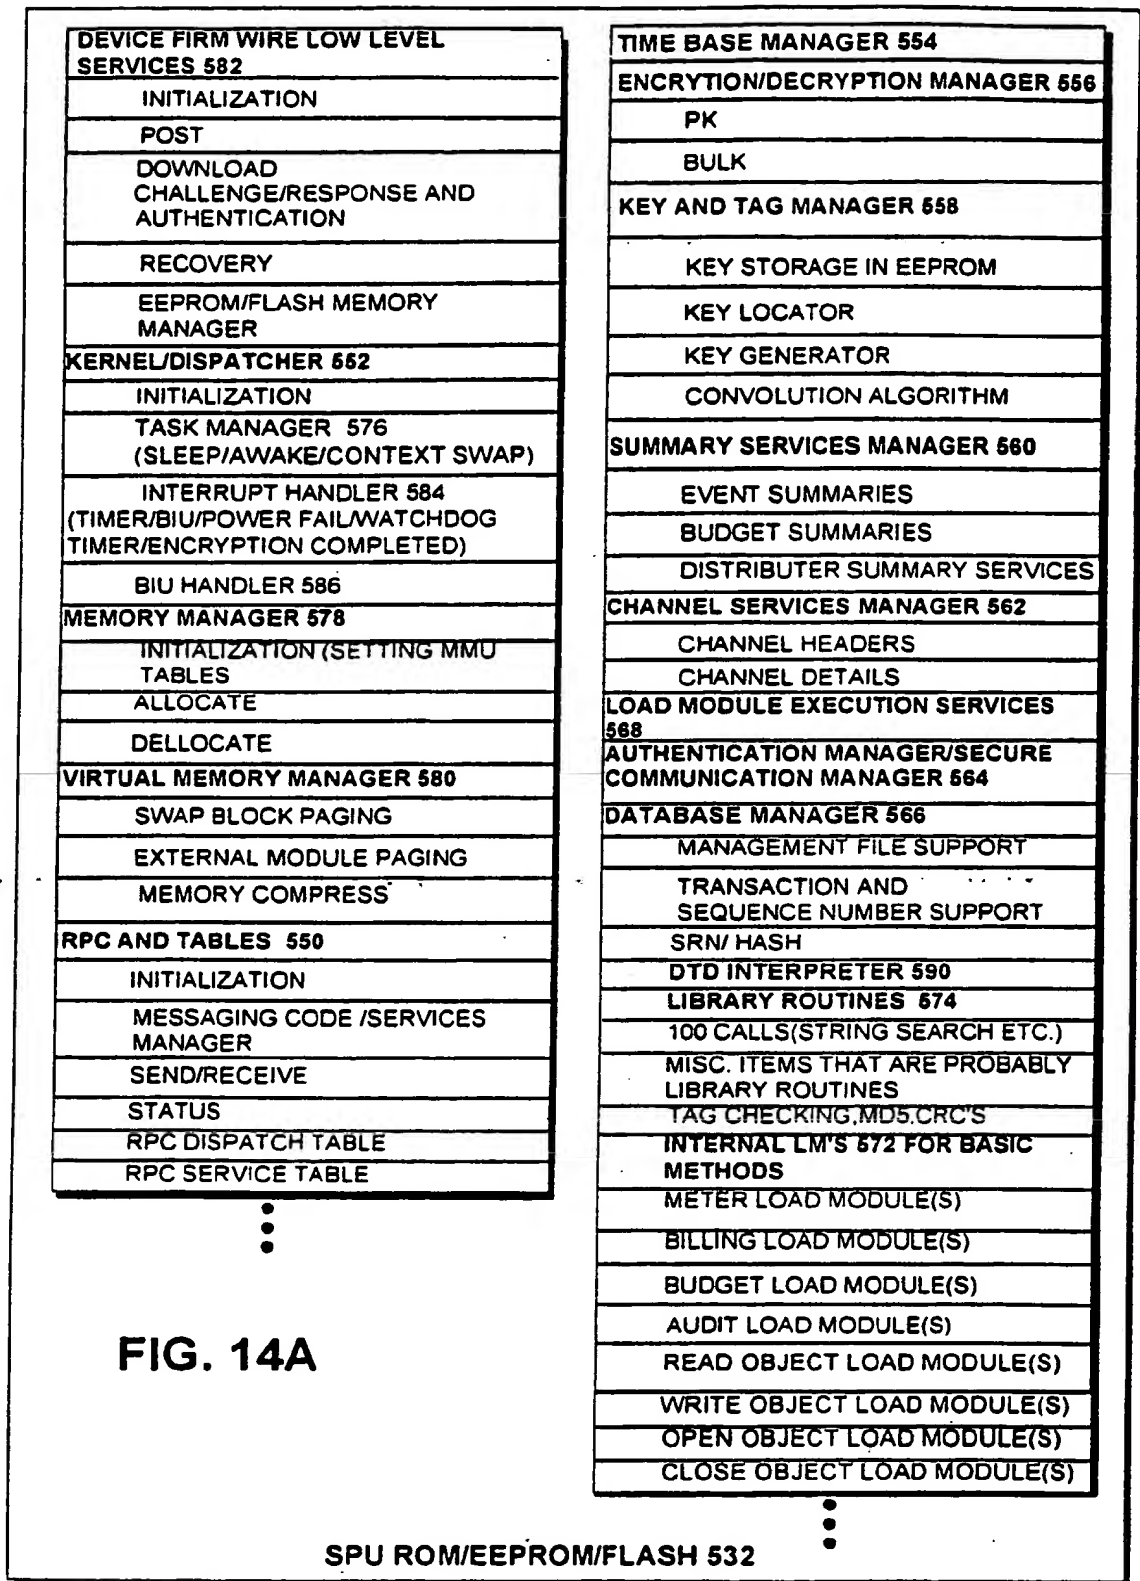 DEVICE FIRM WIRE LOW LEVEL
SERVICES 582
INITIALIZATION
POST
DOWNLOAD
CHALLENGE/RESPONSE AND
AUTHENTICATION
RECOVERY
EEPROM/FLASH MEMORY
MANAGER
KERNEL/DISPATCHER 552
INITIALIZATION
TASK MANAGER 576
(SLEEP/AWAKE/CONTEXT SWAP)
INTERRUPT HANDLER 584
(TIMER/BIU/POWER FAIL/WATCHDOG
TIMER/ENCRYPTION COMPLETED)
BIU HANDLER 586
MEMORY MANAGER 578
INITIALIZATION (SETTING MMU
TABLES
ALLOCATE
DELLOCATE
VIRTUAL MEMORY MANAGER 580
SWAP BLOCK PAGING
EXTERNAL MODULE PAGING
MEMORY COMPRESS
RPC AND TABLES 550
INITIALIZATION
MESSAGING CODE /SERVICES
MANAGER
SEND/RECEIVE
STATUS
RPC DISPATCH TABLE
RPC SERVICE TABLE
TIME BASE MANAGER 554
ENCRYTION/DECRYPTION MANAGER 556
PK
BULK
KEY AND TAG MANAGER 558
KEY STORAGE IN EEPROM
KEY LOCATOR
KEY GENERATOR
CONVOLUTION ALGORITHM
SUMMARY SERVICES MANAGER 560
EVENT SUMMARIES
BUDGET SUMMARIES
DISTRIBUTER SUMMARY SERVICES
CHANNEL SERVICES MANAGER 562
CHANNEL HEADERS
CHANNEL DETAILS
LOAD MODULE EXECUTION SERVICES
568
AUTHENTICATION MANAGER/SECURE
COMMUNICATION MANAGER 564
DATABASE MANAGER 566
MANAGEMENT FILE SUPPORT
TRANSACTION AND
SEQUENCE NUMBER SUPPORT
SRN/ HASH
DTD INTERPRETER 590
LIBRARY ROUTINES 574
100 CALLS(STRING SEARCH ETC.)
MISC. ITEMS THAT ARE PROBABLY
LIBRARY ROUTINES
TAG CHECKING,MD5,CRC'S
INTERNAL LM'S 572 FOR BASIC
METHODS
METER LOAD MODULE(S)
BILLING LOAD MODULE(S)
BUDGET LOAD MODULE(S)
AUDIT LOAD MODULE(S)
READ OBJECT LOAD MODULE(S)
WRITE OBJECT LOAD MODULE(S)
OPEN OBJECT LOAD MODULE(S)
CLOSE OBJECT LOAD MODULE(S)
FIG. 14A
SPU ROM/EEPROM/FLASH 532